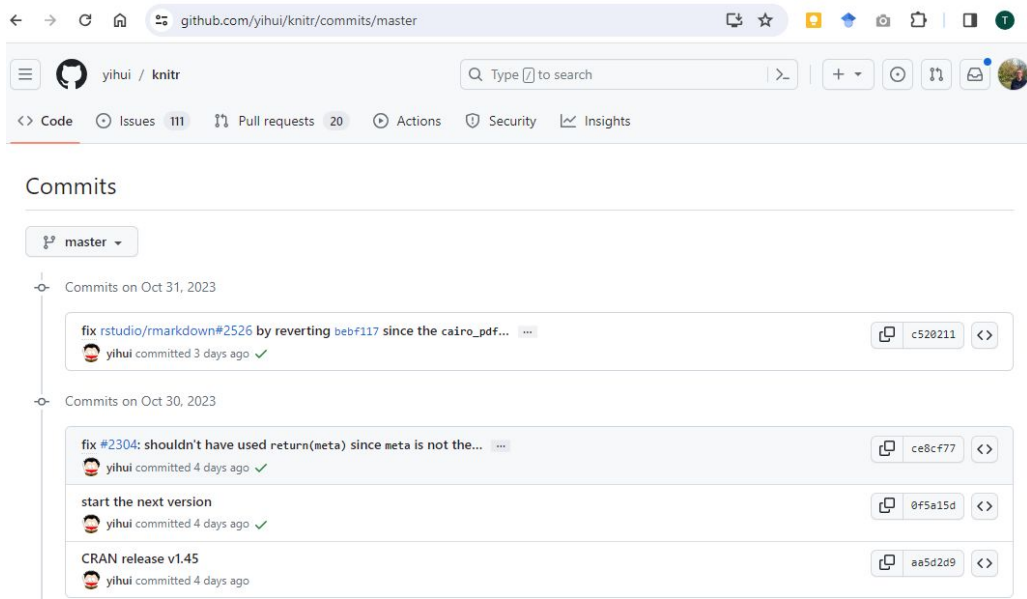 github.com/yihui/knitr/commits/master
T
yihui / knitr
Type / to search
Code
Issues 111
Pull requests 20
Actions
Security
Insights
Commits
master
Commits on Oct 31, 2023
fix rstudio/rmarkdown#2526 by reverting bebf117 since the cairo_pdf... ...
c520211
yihui committed 3 days ago
Commits on Oct 30, 2023
fix #2304: shouldn't have used return(meta) since meta is not the... ...
ce8cf77
yihui committed 4 days ago
start the next version
0f5a15d
yihui committed 4 days ago
CRAN release v1.45
aa5d2d9
yihui committed 4 days ago